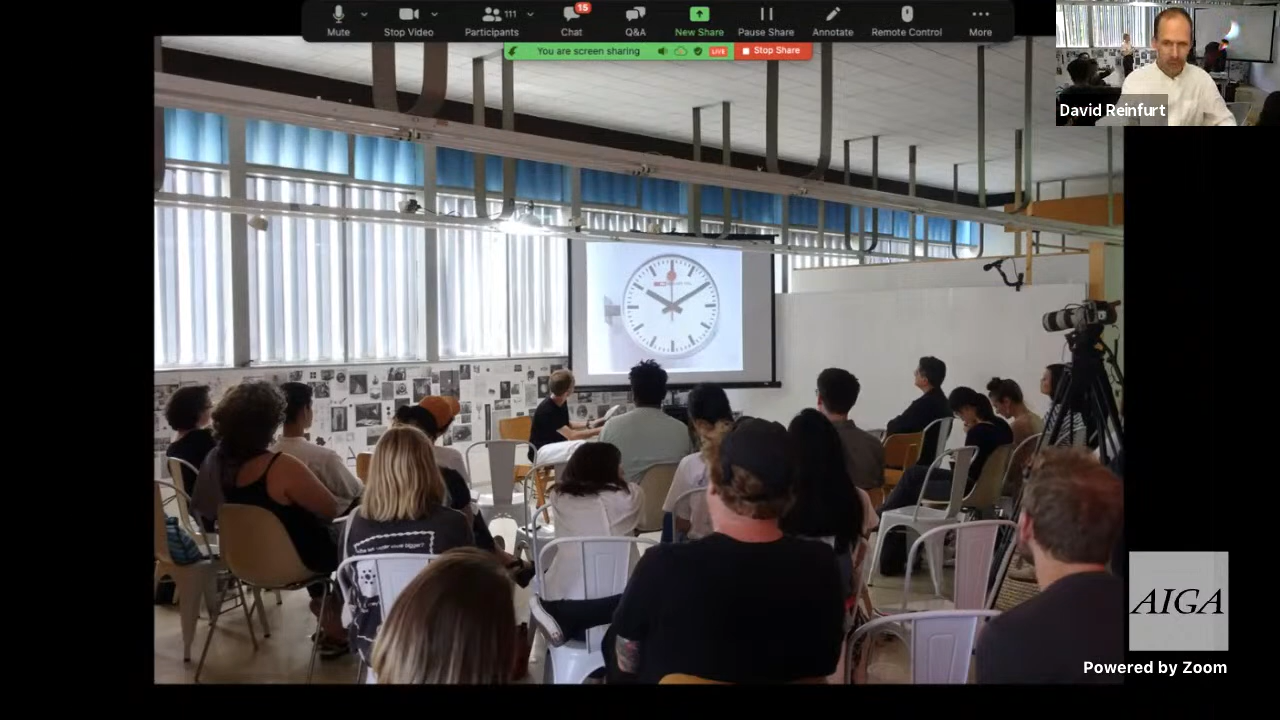 Mute
Stop Video
Participants
111
Chat
15
Q&A
New Share
Pause Share
Annotate
Remote Control
More
You are screen sharing
LIVE
Stop Share
David Reinfurt
AIGA
Powered by Zoom